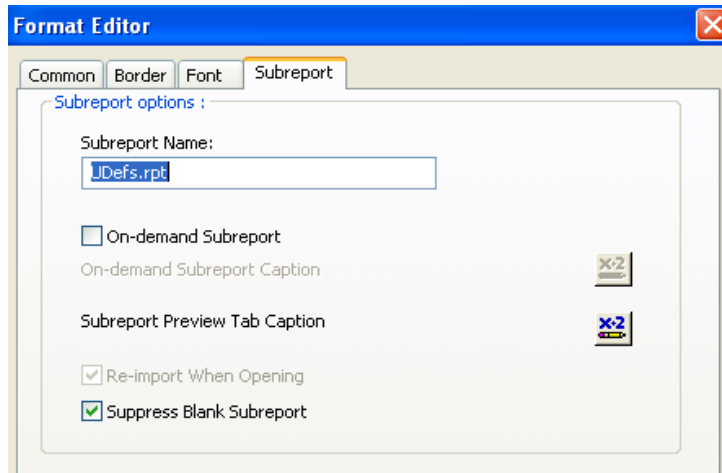 Format Editor
Common Border Font Subreport
Subreport options :
Subreport Name:
UDefs.rpt
On-demand Subreport
On-demand Subreport Caption
X+2
Subreport Preview Tab Caption
X+2
Re-import When Opening
Suppress Blank Subreport